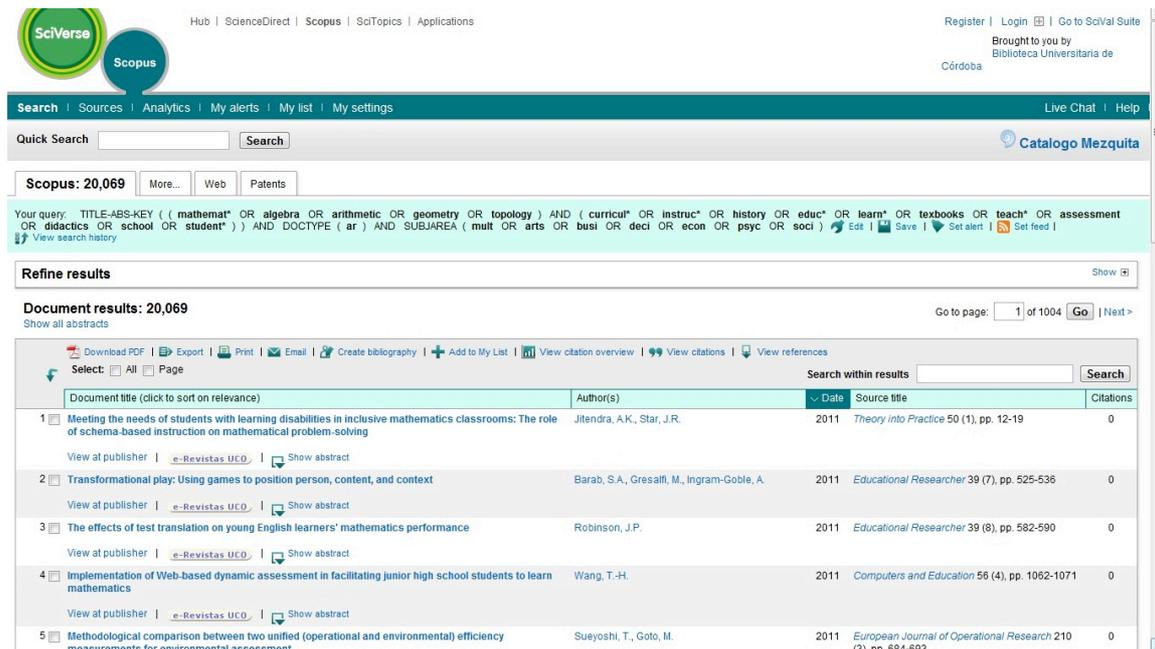 SciVerse
Scopus
Hub | ScienceDirect | Scopus | SciTopics | Applications
Register | Login | Go to SciVal Suite
Brought to you by
Biblioteca Universitaria de
Córdoba
Search | Sources | Analytics | My alerts | My list | My settings
Live Chat | Help
Quick Search
Search
Catalogo Mezquita
Scopus: 20,069
More...
Web
Patents
Your query: TITLE-ABS-KEY ( ( mathemat* OR algebra OR arithmetic OR geometry OR topology ) AND ( curricul* OR instruc* OR history OR educ* OR learn* OR texbooks OR teach* OR assessment
OR didactics OR school OR student* ) ) AND DOCTYPE ( ar ) AND SUBJAREA ( mult OR arts OR busi OR deci OR econ OR psyc OR soci ) Edit | Save | Set alert | Set feed |
View search history
Refine results
Show
Document results: 20,069
Show all abstracts
Go to page: 1 of 1004 Go | Next >
Download PDF | Export | Print | Email | Create bibliography | Add to My List | View citation overview | View citations | View references
Select: All Page
Search within results
Search
Document title (click to sort on relevance) Author(s) Date Source title Citations
1 Meeting the needs of students with learning disabilities in inclusive mathematics classrooms: The role Jitendra, A.K., Star, J.R. 2011 Theory into Practice 50 (1), pp. 12-19 0
of schema-based instruction on mathematical problem-solving
View at publisher | e-Revistas UCO | Show abstract
2 Transformational play: Using games to position person, content, and context Barab, S.A., Gresalfi, M., Ingram-Goble, A. 2011 Educational Researcher 39 (7), pp. 525-536 0
View at publisher | e-Revistas UCO | Show abstract
3 The effects of test translation on young English learners' mathematics performance Robinson, J.P. 2011 Educational Researcher 39 (8), pp. 582-590 0
View at publisher | e-Revistas UCO | Show abstract
4 Implementation of Web-based dynamic assessment in facilitating junior high school students to learn Wang, T.-H. 2011 Computers and Education 56 (4), pp. 1062-1071 0
mathematics
View at publisher | e-Revistas UCO | Show abstract
5 Methodological comparison between two unified (operational and environmental) efficiency Sueyoshi, T., Goto, M. 2011 European Journal of Operational Research 210 0
measurements for environmental assessment (3), pp. 684-693